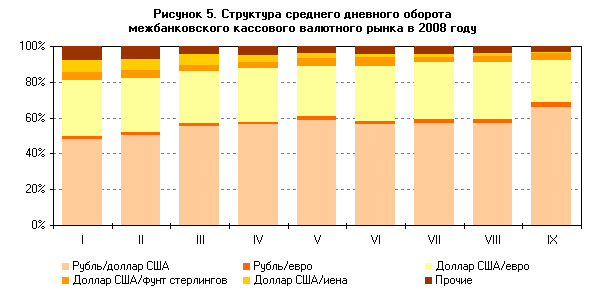 Рисунок 5. Структура среднего дневного оборота
межбанковского кассового валютного рынка в 2008 году
100%
80%
60%
40%
20%
0%
I II III IV V VI VII VIII IX
Рубль/доллар США Рубль/евро Доллар США/евро
Доллар США/фунт стерлингов Доллар США/иена Прочие